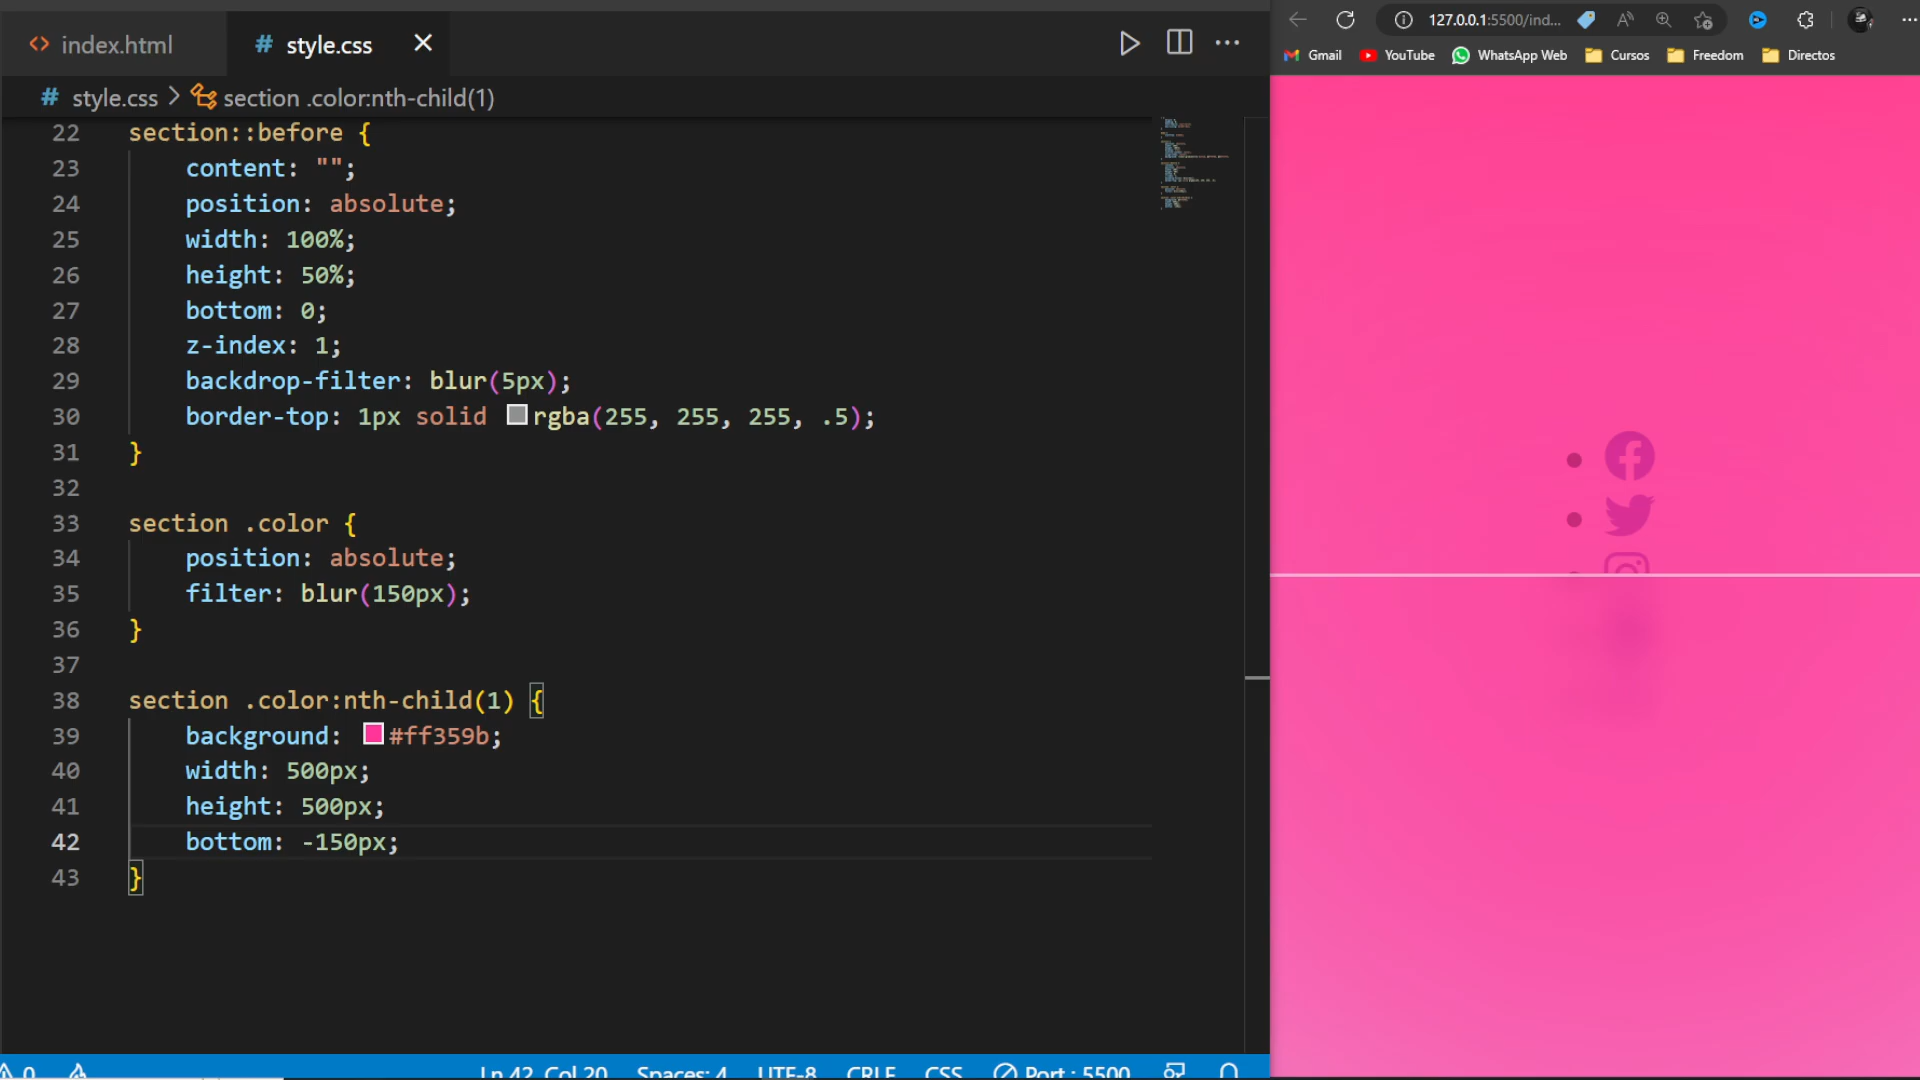 index.html
# style.css
127.0.0.1:5500/ind...
Gmail YouTube WhatsApp Web Cursos Freedom Directos
# style.css > section .color:nth-child(1)
22 section::before {
23 content: "";
24 position: absolute;
25 width: 100%;
26 height: 50%;
27 bottom: 0;
28 z-index: 1;
29 backdrop-filter: blur(5px);
30 border-top: 1px solid rgba(255, 255, 255, .5);
31 }
32
33 section .color {
34 position: absolute;
35 filter: blur(150px);
36 }
37
38 section .color:nth-child(1) {
39 background: #ff359b;
40 width: 500px;
41 height: 500px;
42 bottom: -150px;
43 }
0 Ln 42, Col 20 Spaces: 4 UTF-8 CRLF CSS Port : 5500